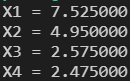 X1 = 7.525000
X2 = 4.950000
X3 = 2.575000
X4 = 2.475000